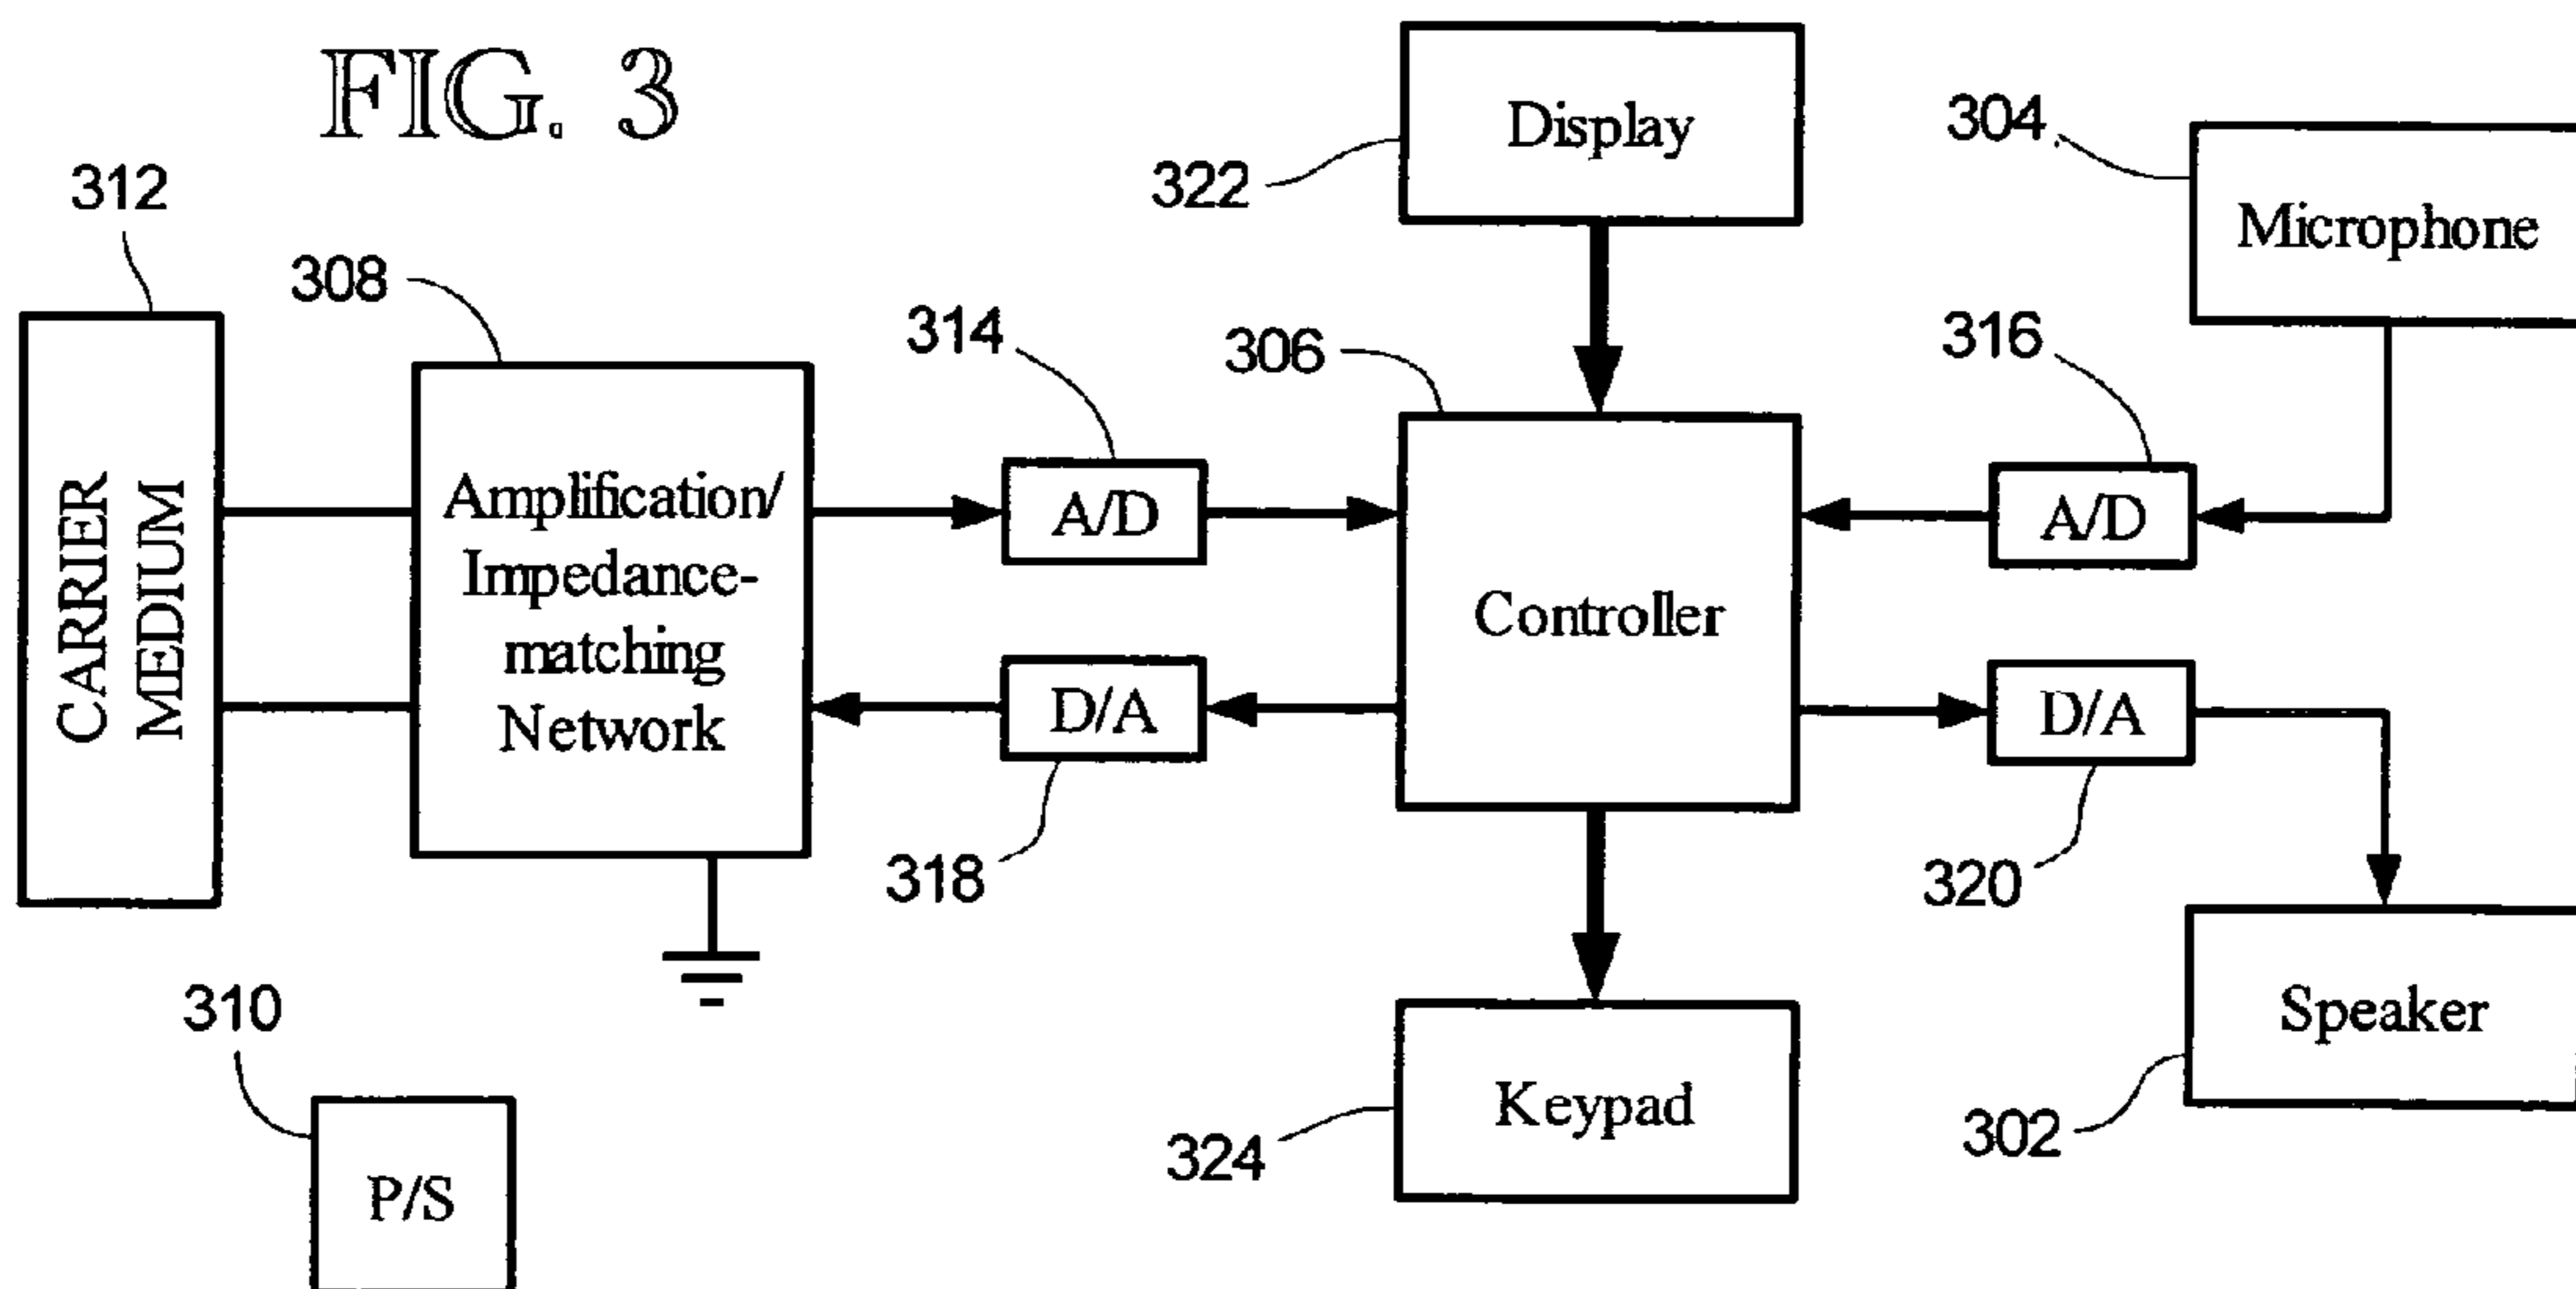 FIG. 3
312
308
314
306
322
Display
304
Microphone
316
CARRIER
MEDIUM
Amplification/
Impedance-
matching
Network
A/D
D/A
318
Controller
A/D
D/A
320
310
P/S
324
Keypad
302
Speaker